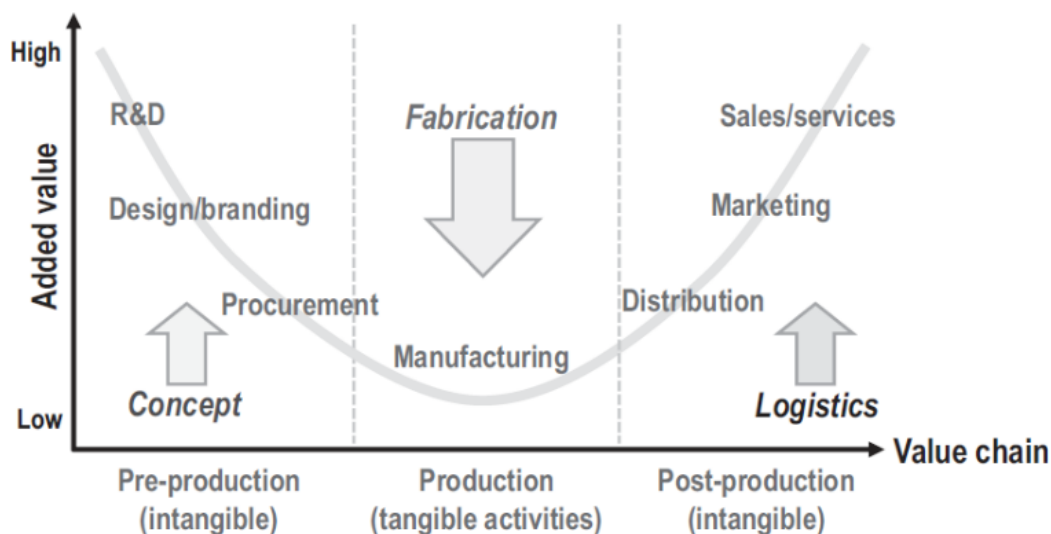 High
R&D
Fabrication
Sales/services
Design/branding
Marketing
Added value
Procurement
Distribution
Manufacturing
Concept
Logistics
Low
Value chain
Pre-production
(intangible)
Production
(tangible activities)
Post-production
(intangible)